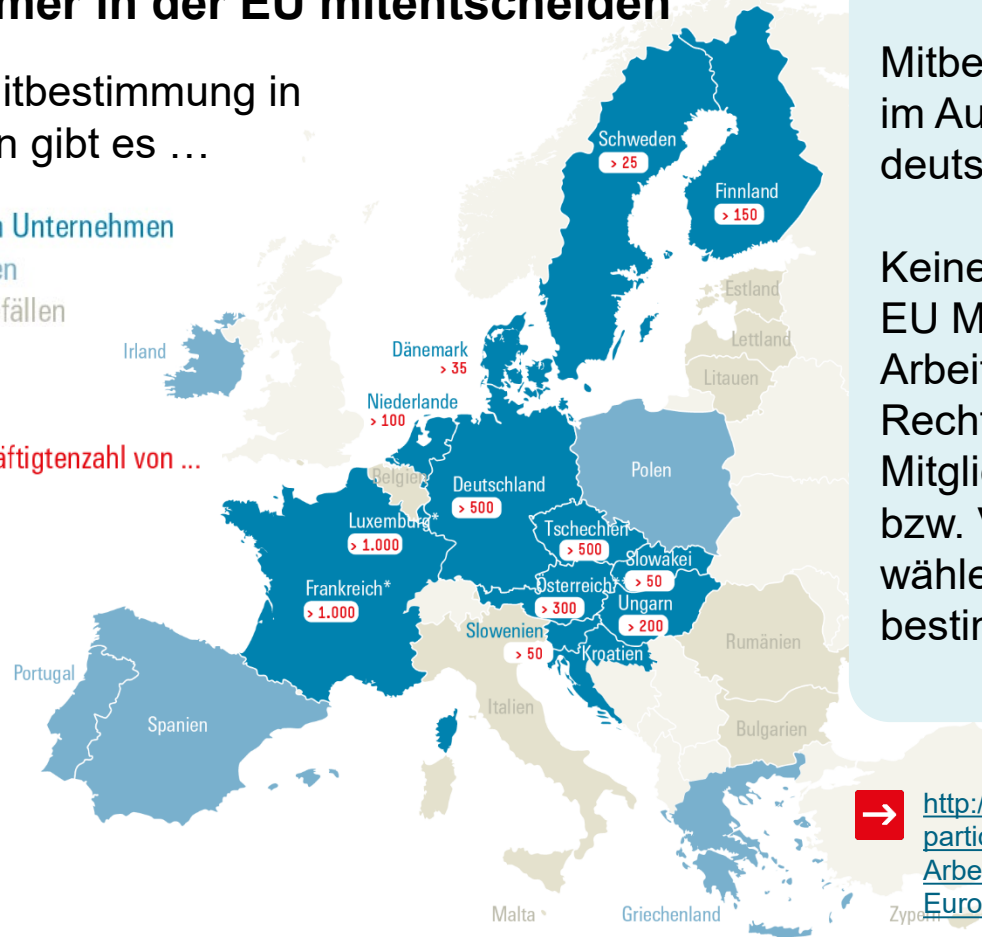 mer in der EU mitentscheiden
itbestimmung in
n gibt es …
n Unternehmen
en
fällen
äftigtenzahl von ...
Schweden
> 25
Finnland
> 150
Estland
Lettland
Litauen
Irland
Dänemark
> 35
Niederlande
> 100
Belgien
Deutschland
> 500
Polen
Luxemburg*
> 1.000
Tschechien
> 500
Slowakei
> 50
Frankreich*
> 1.000
Österreich*
> 300
Ungarn
> 200
Slowenien
> 50
Kroatien
Rumänien
Portugal
Spanien
Italien
Bulgarien
Malta
Griechenland
Zypern
Mitbe
im Au
deuts
Keine
EU M
Arbeit
Recht
Mitgli
bzw. V
wähle
bestin
→
http:/
partic
Arbe
Euro